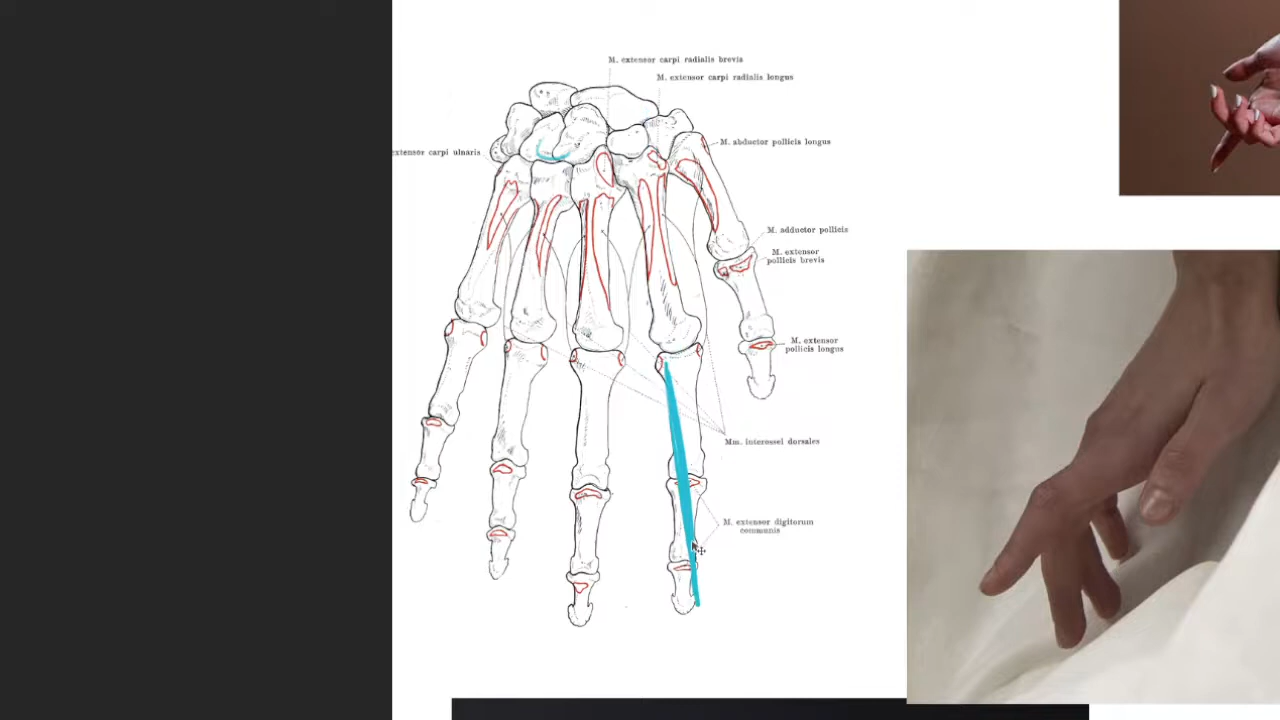 M. extensor carpi radialis brevis
M. extensor carpi radialis longus
M. abductor pollicis longus
extensor carpi ulnaris
M. adductor pollicis
M. extensor
pollicis brevis
M. extensor
pollicis longus
Mm. interossei dorsales
M. extensor digitorum
communis